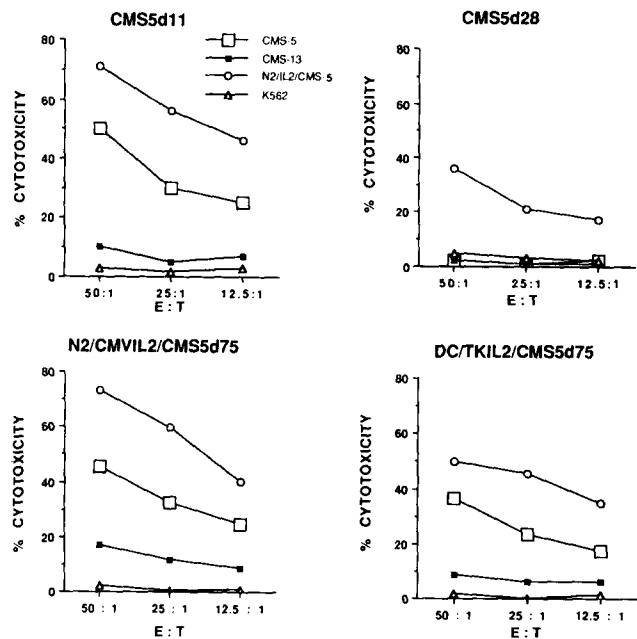 CMS5d11
CMS5d28
80
60
40
20
0
% CYTOTOXICITY
50:1
25:1
12.5:1
E:T
CMS-5
CMS-13
N2/IL2/CMS-5
K562
80
60
40
20
0
% CYTOTOXICITY
50:1
25:1
12.5:1
E:T
N2/CMVIL2/CMS5d75
DC/TKIL2/CMS5d75
80
60
40
20
0
% CYTOTOXICITY
50 : 1
25 : 1
12.5 : 1
E:T
80
60
40
20
0
% CYTOTOXICITY
50 : 1
25 : 1
12.5 : 1
E:T